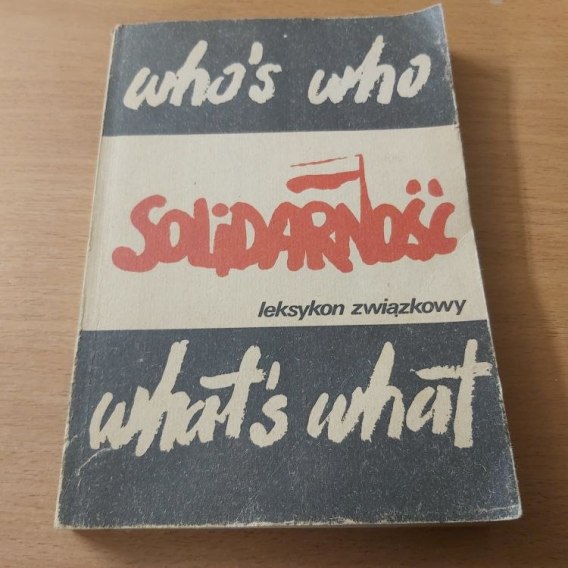 who's who
SOLiDARNOŚĆ
leksykon związkowy
what's what